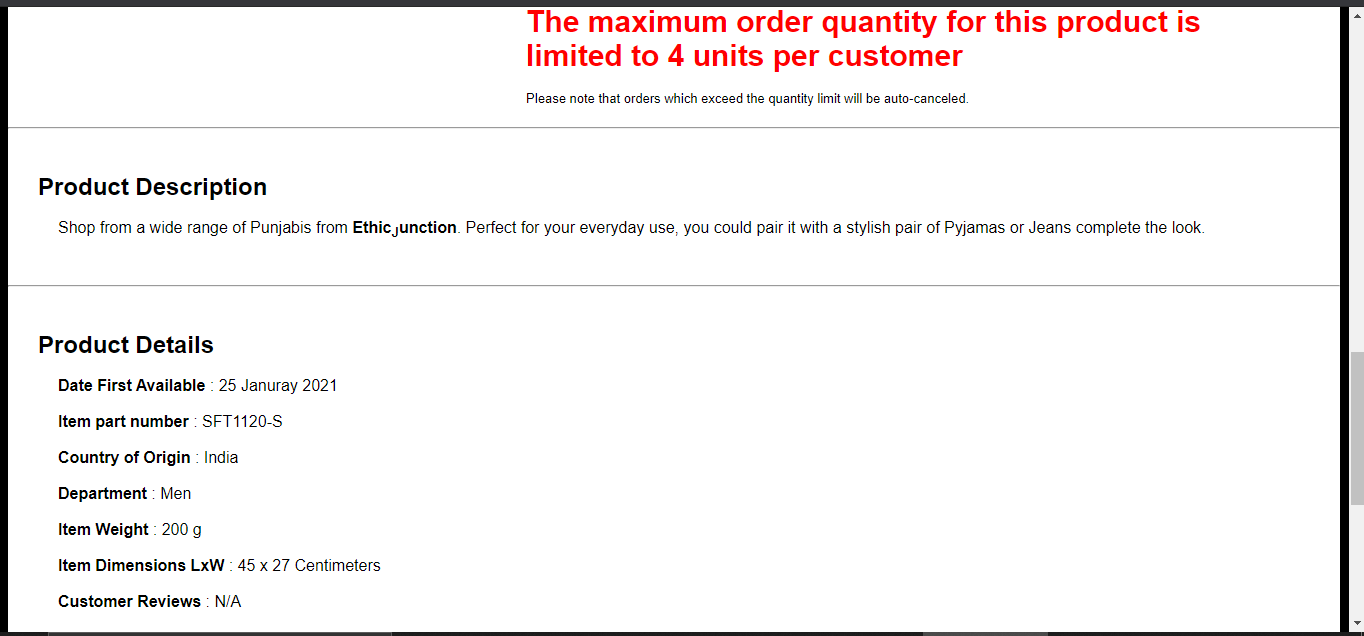 The maximum order quantity for this product is
limited to 4 units per customer
Please note that orders which exceed the quantity limit will be auto-canceled.
Product Description
Shop from a wide range of Punjabis from Ethicنunction. Perfect for your everyday use, you could pair it with a stylish pair of Pyjamas or Jeans complete the look.
Product Details
Date First Available : 25 Januray 2021
Item part number : SFT1120-S
Country of Origin : India
Department : Men
Item Weight : 200 g
Item Dimensions LxW : 45 x 27 Centimeters
Customer Reviews : N/A